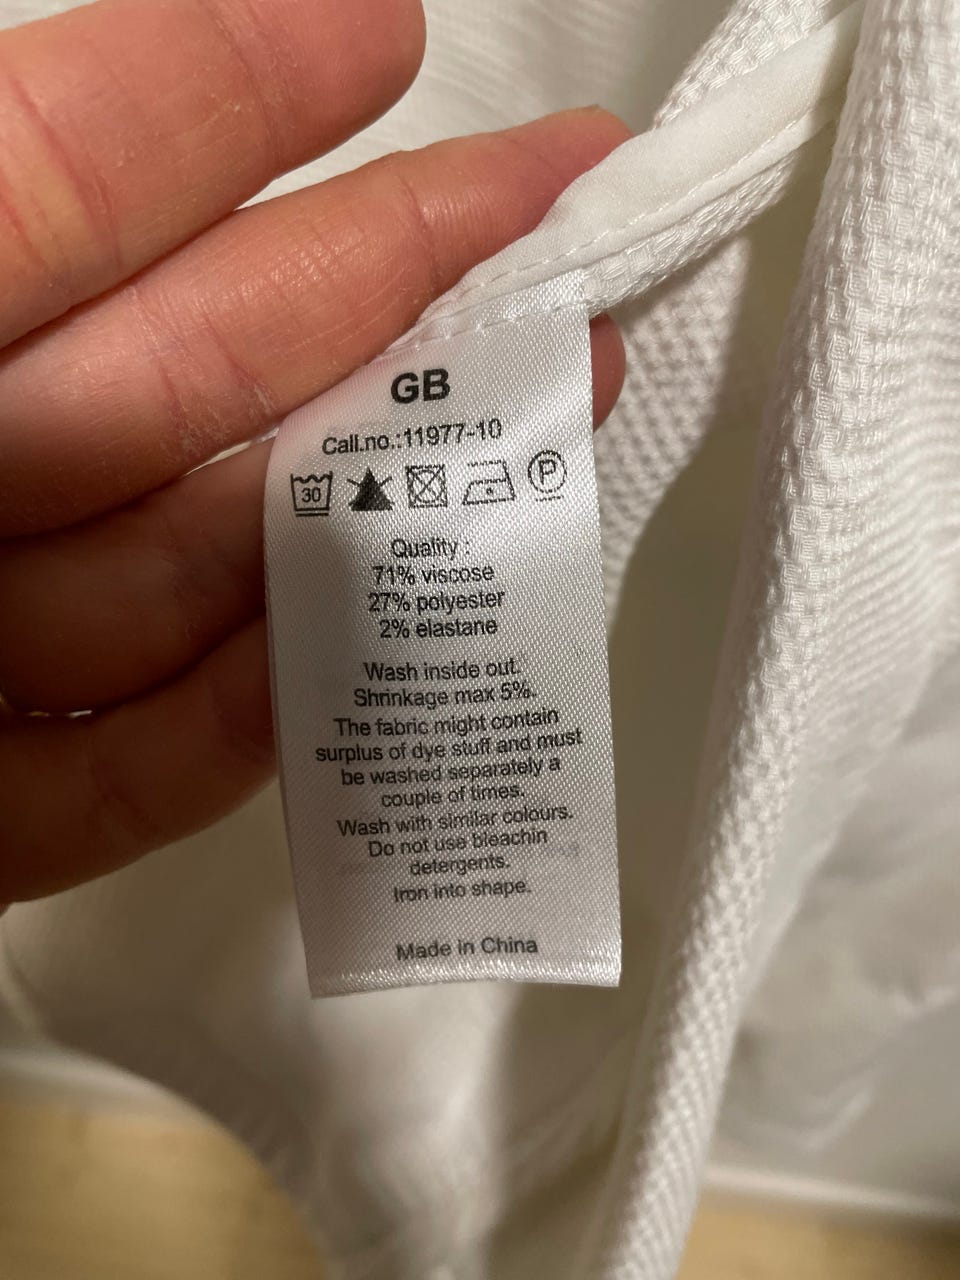 GB
Call.no.:11977-10
30 P
Quality :
71% viscose
27% polyester
2% elastane
Wash inside out.
Shrinkage max 5%.
The fabric might contain
surplus of dye stuff and must
be washed separately a
couple of times.
Wash with similar colours.
Do not use bleachin
detergents.
Iron into shape.
Made in China